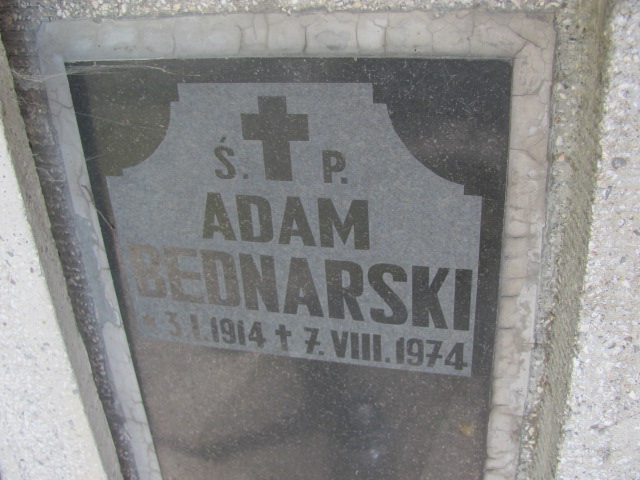 Ś. P.
ADAM
BEDNARSKI
* 3.I.1914 + 7.VIII.1974